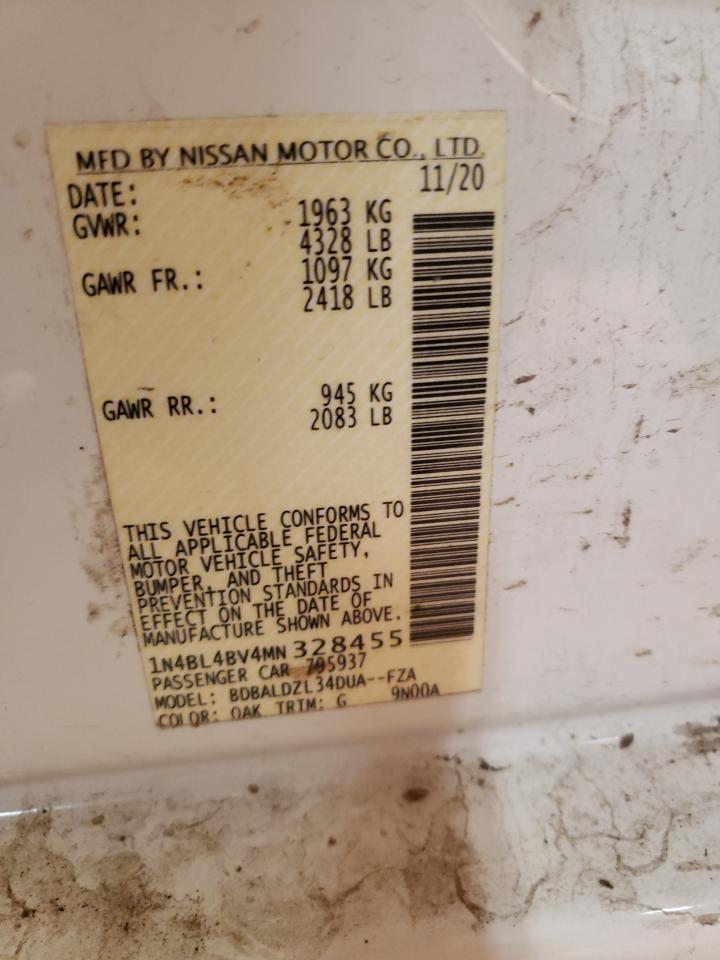 MFD BY NISSAN MOTOR CO., LTD.
DATE: 11/20
GVWR: 1963 KG
4328 LB
GAWR FR.: 1097 KG
2418 LB
GAWR RR.: 945 KG
2083 LB
THIS VEHICLE CONFORMS TO
ALL APPLICABLE FEDERAL
MOTOR VEHICLE SAFETY,
BUMPER, AND THEFT
PREVENTION STANDARDS IN
EFFECT ON THE DATE OF
MANUFACTURE SHOWN ABOVE.
1N4BL4BV4MN328455
PASSENGER CAR 795937
MODEL: BDBALDZL34DUA--FZA
COLOR: QAK TRIM: G 9N00A